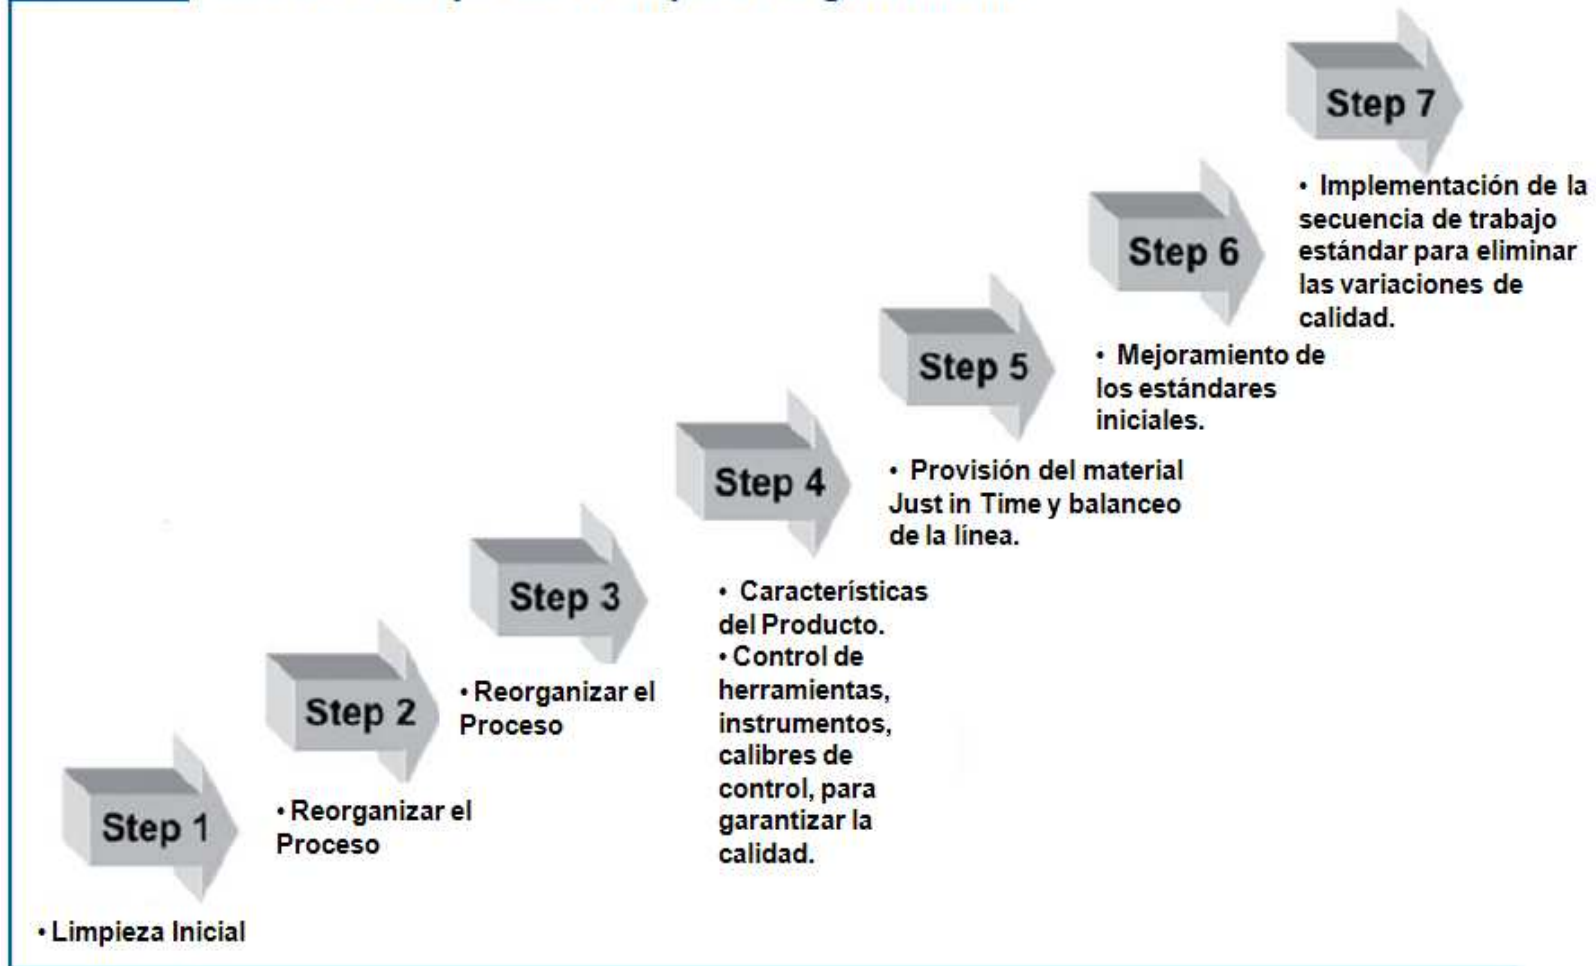 Step 1
• Limpieza Inicial
Step 2
• Reorganizar el
Proceso
Step 3
• Reorganizar el
Proceso
Step 4
• Características
del Producto.
• Control de
herramientas,
instrumentos,
calibres de
control, para
garantizar la
calidad.
Step 5
• Provisión del material
Just in Time y balanceo
de la línea.
Step 6
• Mejoramiento de
los estándares
iniciales.
Step 7
• Implementación de la
secuencia de trabajo
estándar para eliminar
las variaciones de
calidad.